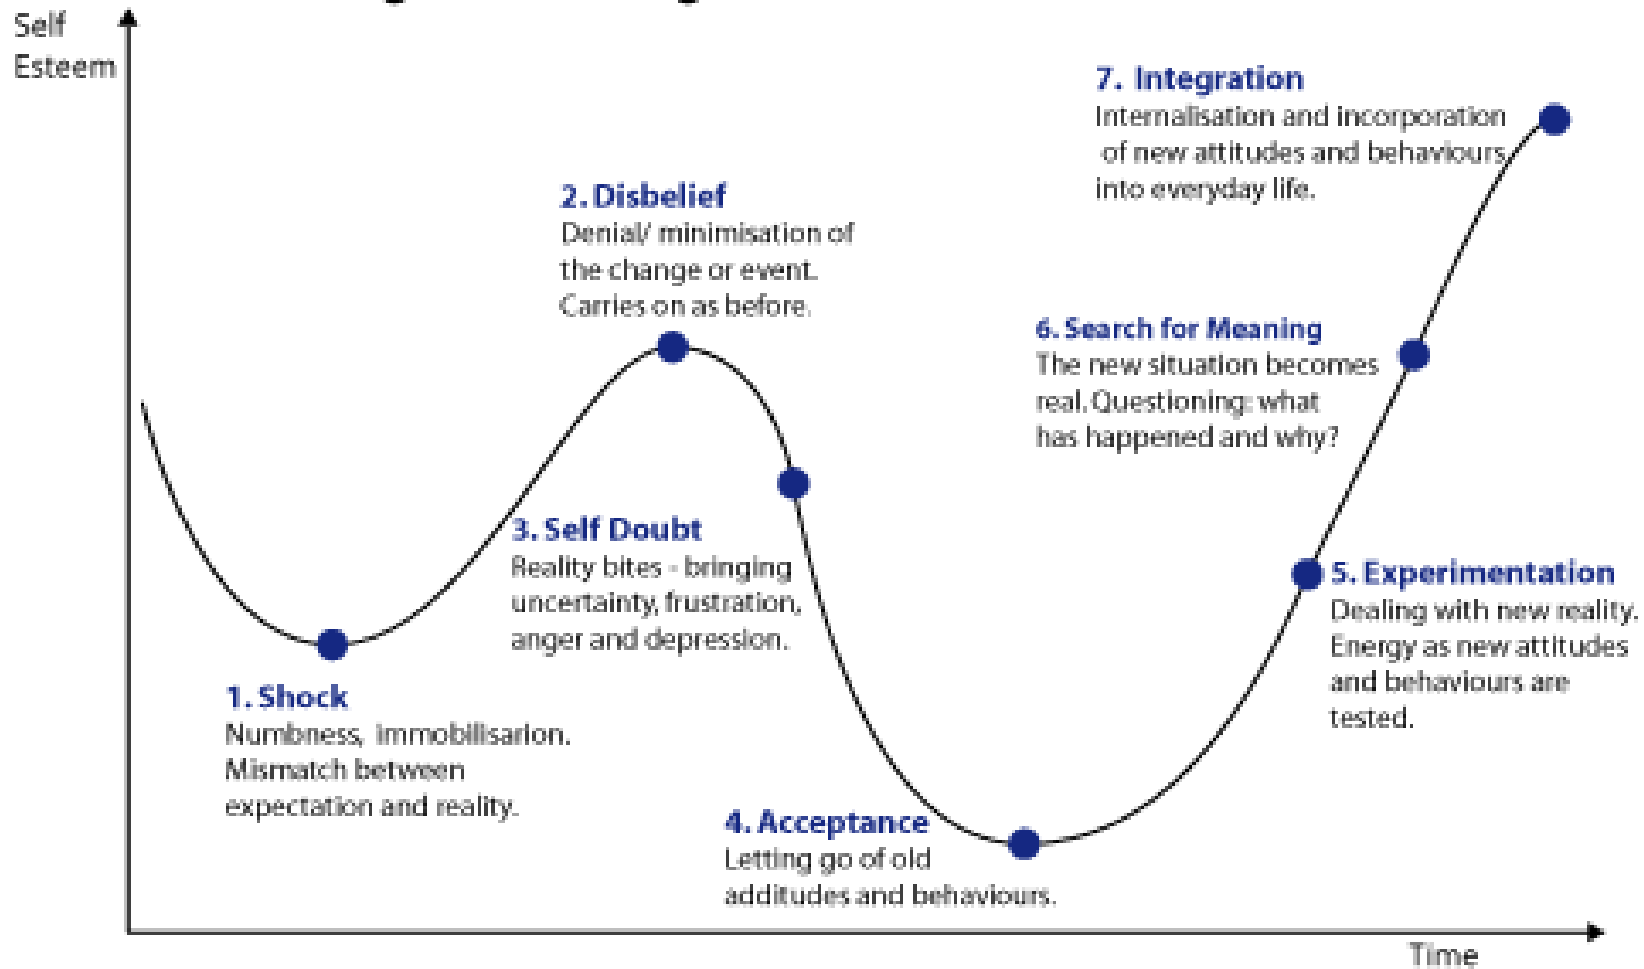 Self
Esteem
7. Integration
Internalisation and incorporation
of new attitudes and behaviours
into everyday life.
2. Disbelief
Denial/ minimisation of
the change or event.
Carries on as before.
6. Search for Meaning
The new situation becomes
real. Questioning: what
has happened and why?
3. Self Doubt
Reality bites - bringing
uncertainty, frustration,
anger and depression.
5. Experimentation
Dealing with new reality.
Energy as new attitudes
and behaviours are
tested.
1. Shock
Numbness, immobilisarion.
Mismatch between
expectation and reality.
4. Acceptance
Letting go of old
additudes and behaviours.
Time